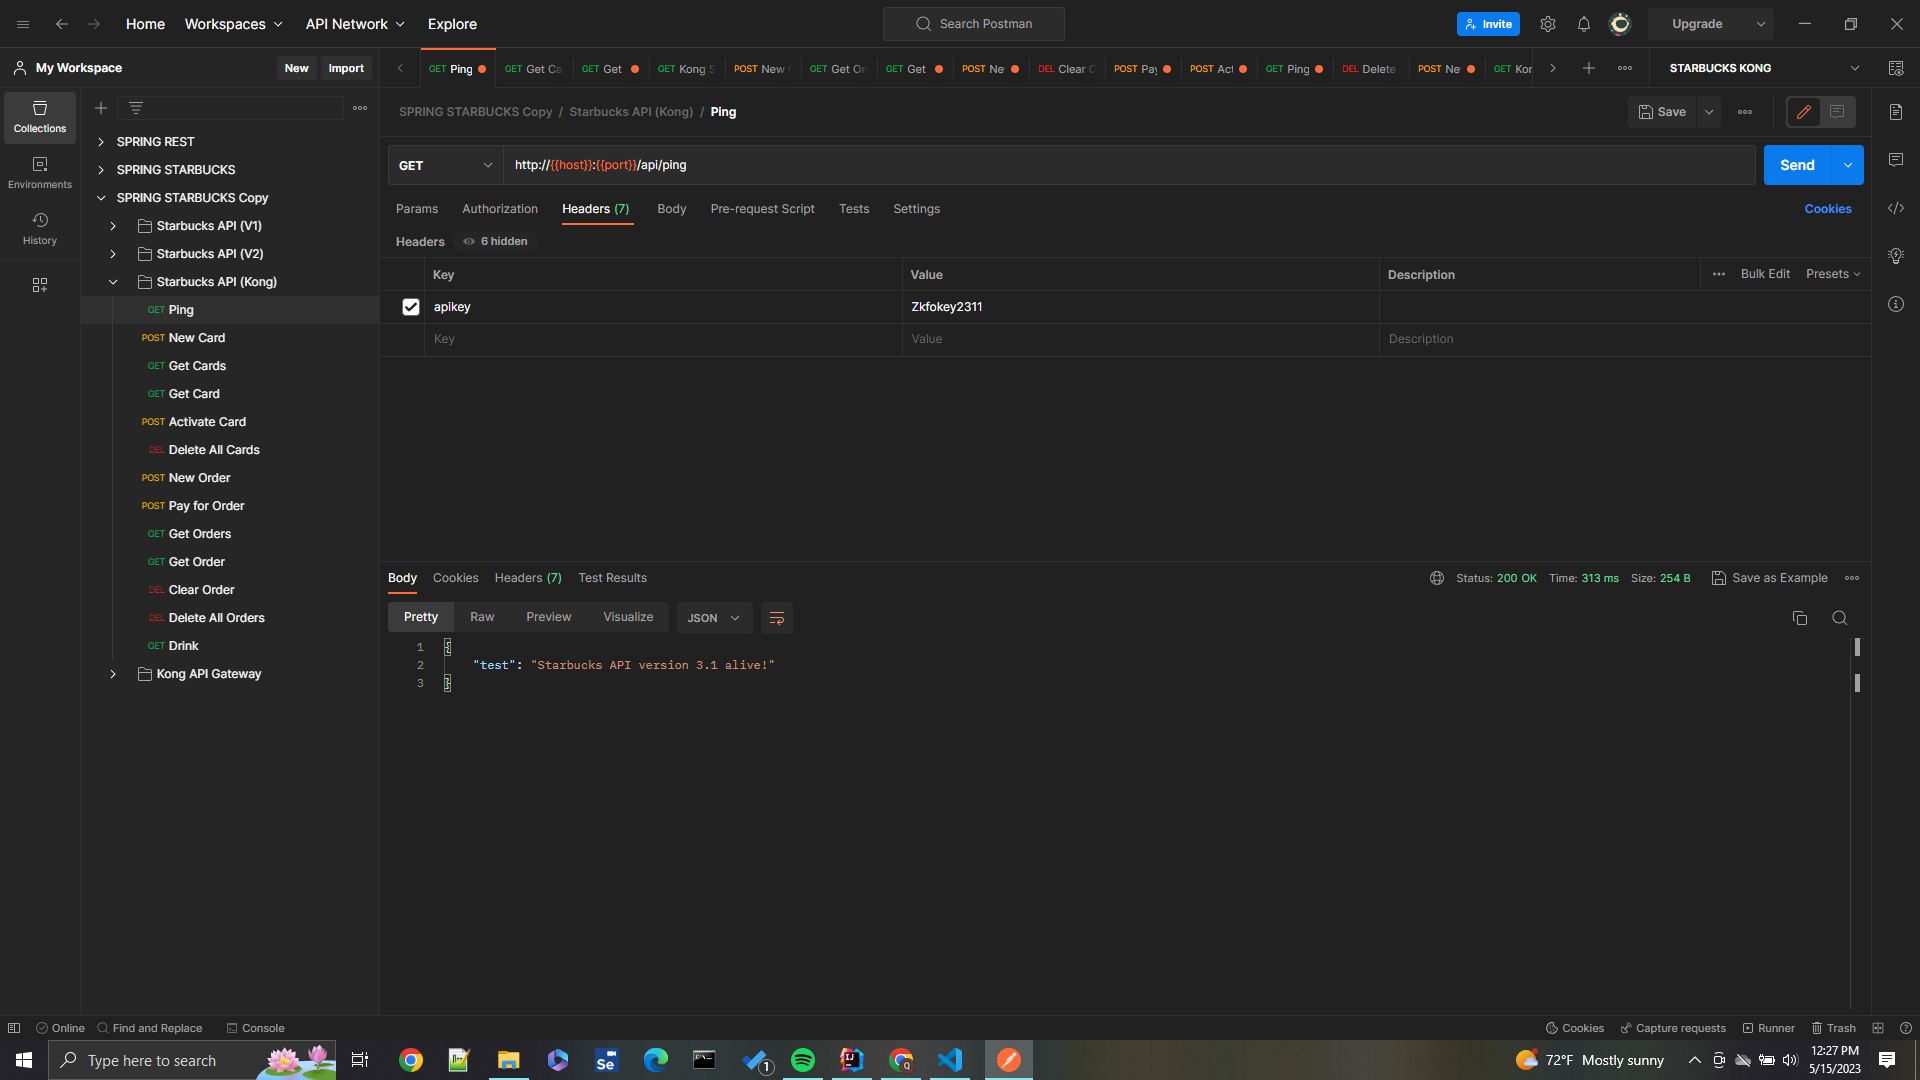 Home Workspaces API Network Explore Search Postman Invite Upgrade
My Workspace New Import
GET Ping GET Get Ca GET Get GET Kong S POST New GET Get Or GET Get POST Ne DEL Clear POST Pay POST Act GET Ping DEL Delete POST Ne GET Kon STARBUCKS KONG
Collections
Environments
History
SPRING REST
SPRING STARBUCKS
SPRING STARBUCKS Copy
Starbucks API (V1)
Starbucks API (V2)
Starbucks API (Kong)
GET Ping
POST New Card
GET Get Cards
GET Get Card
POST Activate Card
DEL Delete All Cards
POST New Order
POST Pay for Order
GET Get Orders
GET Get Order
DEL Clear Order
DEL Delete All Orders
GET Drink
Kong API Gateway
SPRING STARBUCKS Copy / Starbucks API (Kong) / Ping Save
GET http://{{host}}:{{port}}/api/ping Send
Params Authorization Headers (7) Body Pre-request Script Tests Settings Cookies
Headers 6 hidden
Key Value Description Bulk Edit Presets
apikey Zkfokey2311
Key Value Description
Body Cookies Headers (7) Test Results Status: 200 OK Time: 313 ms Size: 254 B Save as Example
Pretty Raw Preview Visualize JSON
1 {
2 "test": "Starbucks API version 3.1 alive!"
3 }
Online Find and Replace Console Cookies Capture requests Runner Trash
Type here to search Se 1 72°F Mostly sunny 12:27 PM
5/15/2023